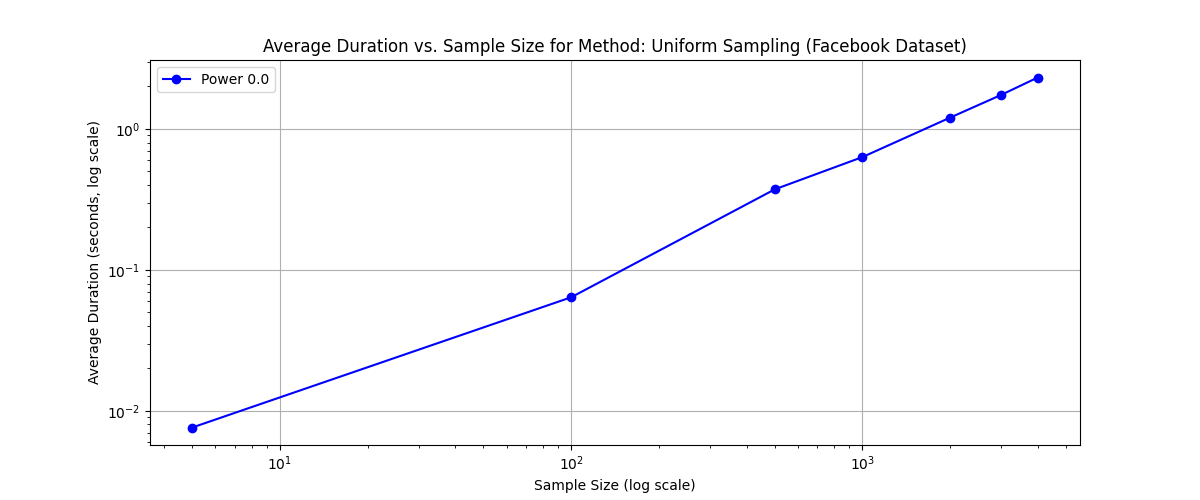 Average Duration vs. Sample Size for Method: Uniform Sampling (Facebook Dataset)
Power 0.0
Average Duration (seconds, log scale)
10⁰
10⁻¹
10⁻²
10¹ 10² 10³
Sample Size (log scale)